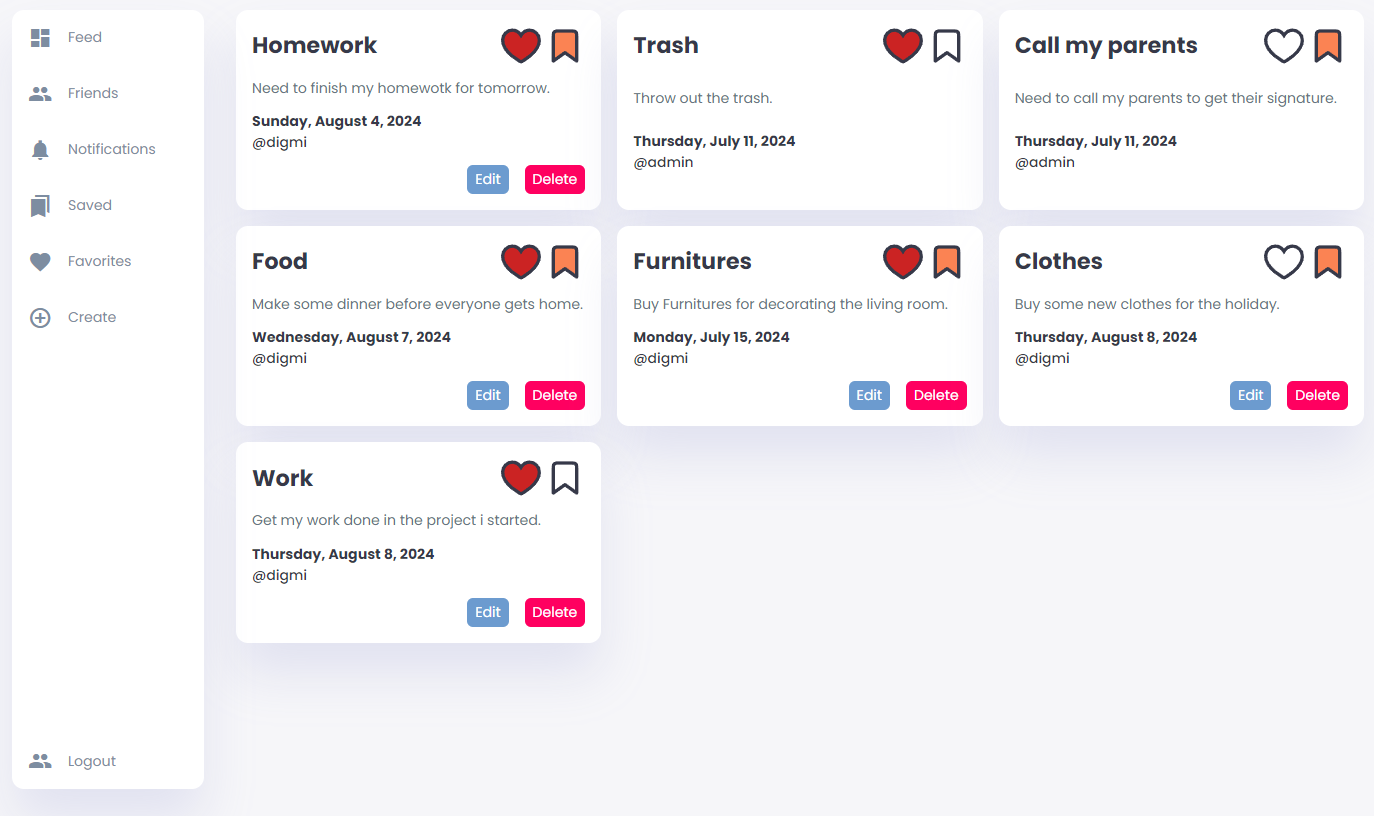 Feed
Friends
Notifications
Saved
Favorites
Create
Logout
Homework
Need to finish my homewotk for tomorrow.
Sunday, August 4, 2024
@digmi
Edit Delete
Trash
Throw out the trash.
Thursday, July 11, 2024
@admin
Call my parents
Need to call my parents to get their signature.
Thursday, July 11, 2024
@admin
Food
Make some dinner before everyone gets home.
Wednesday, August 7, 2024
@digmi
Edit Delete
Furnitures
Buy Furnitures for decorating the living room.
Monday, July 15, 2024
@digmi
Edit Delete
Clothes
Buy some new clothes for the holiday.
Thursday, August 8, 2024
@digmi
Edit Delete
Work
Get my work done in the project i started.
Thursday, August 8, 2024
@digmi
Edit Delete